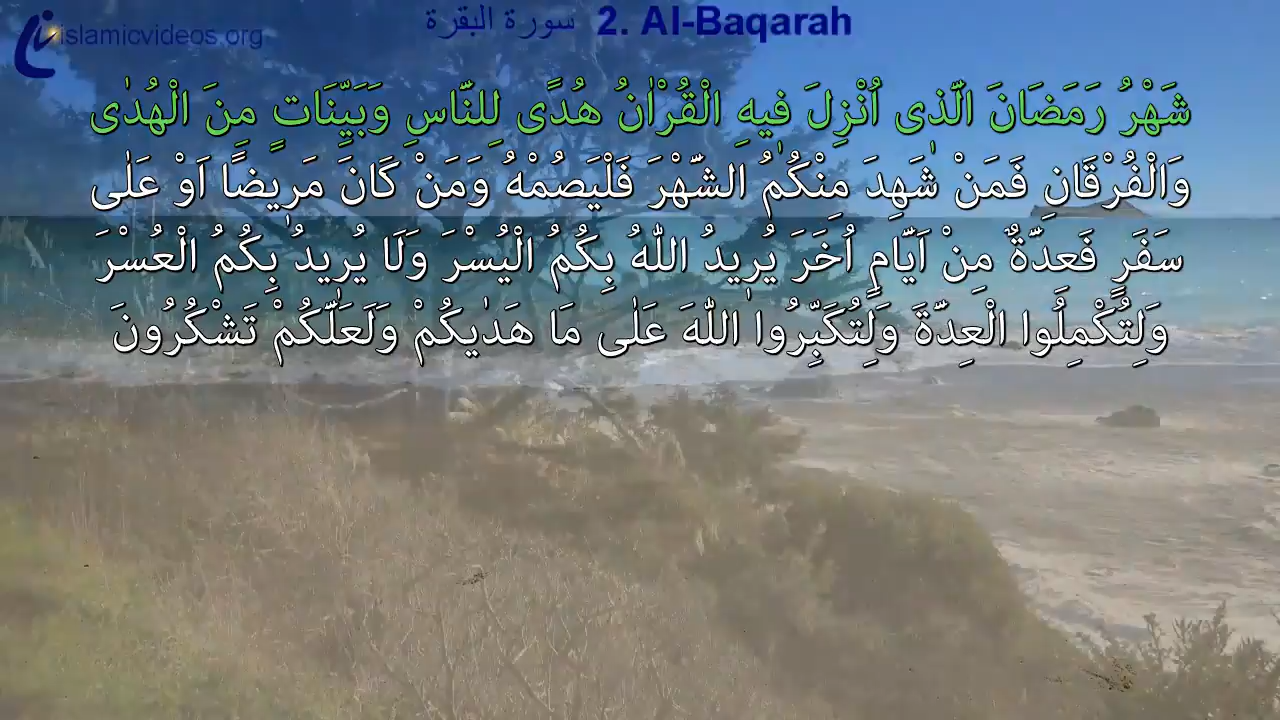 islamicvideos.org
سورة البقرة 2. Al-Baqarah
شَهْرُ رَمَضَانَ الَّذٖى اُنْزِلَ فٖيهِ الْقُرْاٰنُ هُدًى لِلنَّاسِ وَبَيِّنَاتٍ مِنَ الْهُدٰى
وَالْفُرْقَانِ فَمَنْ شَهِدَ مِنْكُمُ الشَّهْرَ فَلْيَصُمْهُ وَمَنْ كَانَ مَرٖيضًا اَوْ عَلٰى
سَفَرٍ فَعِدَّةٌ مِنْ اَيَّامٍ اُخَرَ يُرٖيدُ اللّٰهُ بِكُمُ الْيُسْرَ وَلَا يُرٖيدُ بِكُمُ الْعُسْرَ
وَلِتُكْمِلُوا الْعِدَّةَ وَلِتُكَبِّرُوا اللّٰهَ عَلٰى مَا هَدٰيكُمْ وَلَعَلَّكُمْ تَشْكُرُونَ